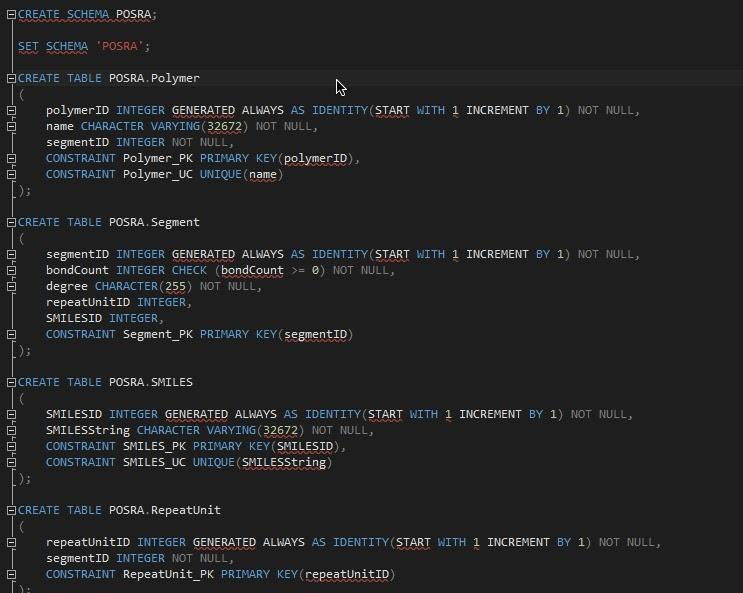 CREATE SCHEMA POSRA;
SET SCHEMA 'POSRA';
CREATE TABLE POSRA.Polymer
(
polymerID INTEGER GENERATED ALWAYS AS IDENTITY(START WITH 1 INCREMENT BY 1) NOT NULL,
name CHARACTER VARYING(32672) NOT NULL,
segmentID INTEGER NOT NULL,
CONSTRAINT Polymer_PK PRIMARY KEY(polymerID),
CONSTRAINT Polymer_UC UNIQUE(name)
);
CREATE TABLE POSRA.Segment
(
segmentID INTEGER GENERATED ALWAYS AS IDENTITY(START WITH 1 INCREMENT BY 1) NOT NULL,
bondCount INTEGER CHECK (bondCount >= 0) NOT NULL,
degree CHARACTER(255) NOT NULL,
repeatUnitID INTEGER,
SMILESID INTEGER,
CONSTRAINT Segment_PK PRIMARY KEY(segmentID)
);
CREATE TABLE POSRA.SMILES
(
SMILESID INTEGER GENERATED ALWAYS AS IDENTITY(START WITH 1 INCREMENT BY 1) NOT NULL,
SMILESString CHARACTER VARYING(32672) NOT NULL,
CONSTRAINT SMILES_PK PRIMARY KEY(SMILESID),
CONSTRAINT SMILES_UC UNIQUE(SMILESString)
);
CREATE TABLE POSRA.RepeatUnit
(
repeatUnitID INTEGER GENERATED ALWAYS AS IDENTITY(START WITH 1 INCREMENT BY 1) NOT NULL,
segmentID INTEGER NOT NULL,
CONSTRAINT RepeatUnit_PK PRIMARY KEY(repeatUnitID)
);